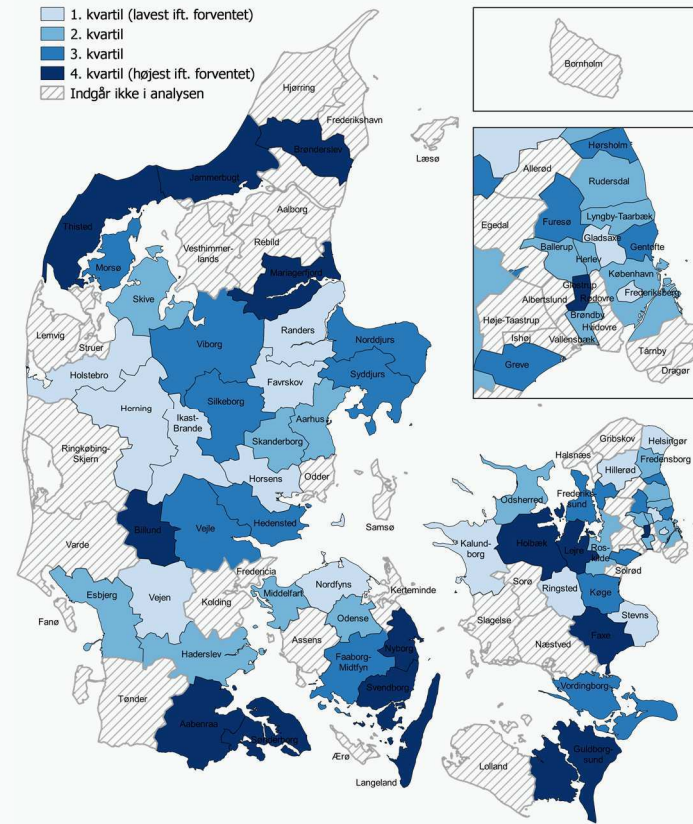 1. kvartil (lavest ift. forventet)
2. kvartil
3. kvartil
4. kvartil (højest ift. forventet)
Indgår ikke i analysen
Hjørring
Frederikshavn
Brønderslev
Læsø
Jammerbugt
Thisted
Aalborg
Vesthimmer-
lands
Rebild
Morsø
Mariagerfjord
Skive
Lemvig
Struer
Viborg
Randers
Norddjurs
Holstebro
Favrskov
Syddjurs
Herning
Silkeborg
Ikast-
Brande
Aarhus
Skanderborg
Ringkøbing-
Skjern
Horsens
Odder
Samsø
Billund
Vejle
Hedensted
Varde
Fredericia
Esbjerg
Vejen
Kolding
Middelfart
Nordfyns
Kerteminde
Fanø
Odense
Assens
Nyborg
Haderslev
Faaborg-
Midtfyn
Svendborg
Tønder
Aabenraa
Sønderborg
Ærø
Langeland
Bornholm
Hørsholm
Allerød
Rudersdal
Egedal
Furesø
Lyngby-Taarbæk
Gladsaxe
Ballerup
Herlev
Gentofte
København
Glostrup
Frederiksberg
Albertslund
Rødovre
Brøndby
Høje-Taastrup
Hvidovre
Ishøj
Vallensbæk
Tårnby
Greve
Dragør
Gribskov
Helsingør
Halsnæs
Hillerød
Fredensborg
Odsherred
Frederiks-
sund
Kalund-
borg
Holbæk
Lejre
Ros-
kilde
Solrød
Sorø
Ringsted
Køge
Slagelse
Stevns
Næstved
Faxe
Vordingborg
Lolland
Guldborg-
sund